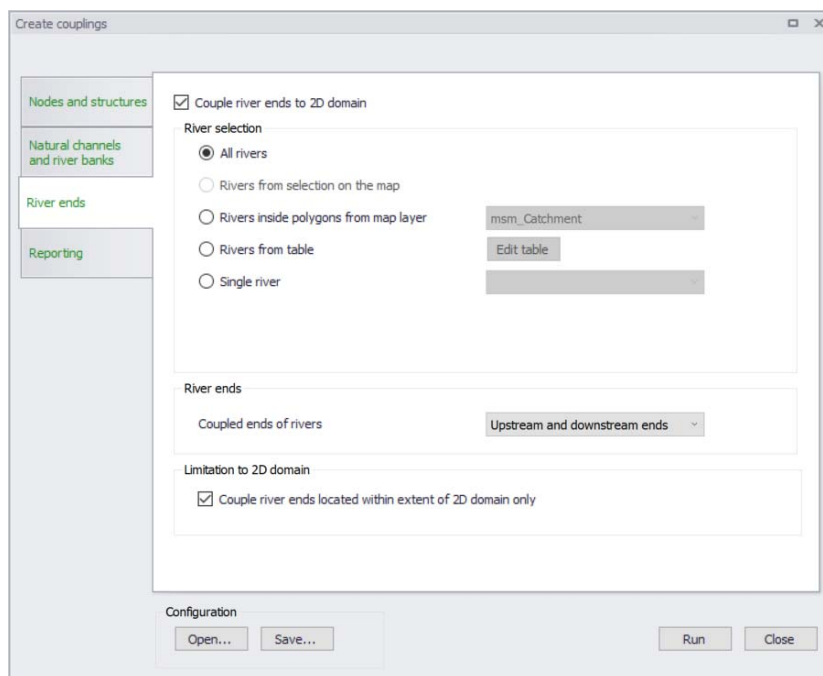 Create couplings
Nodes and structures
Natural channels
and river banks
River ends
Reporting
Couple river ends to 2D domain
River selection
All rivers
Rivers from selection on the map
Rivers inside polygons from map layer
msm_Catchment
Rivers from table
Edit table
Single river
River ends
Coupled ends of rivers
Upstream and downstream ends
Limitation to 2D domain
Couple river ends located within extent of 2D domain only
Configuration
Open...
Save...
Run
Close